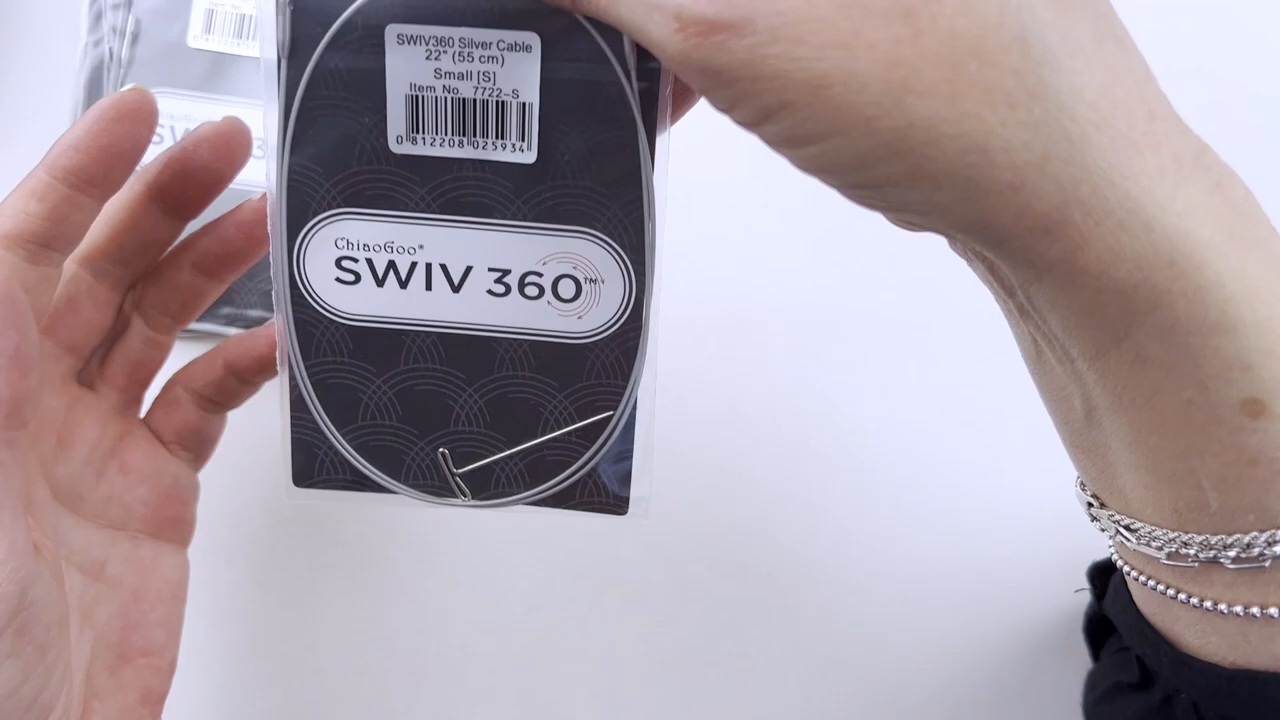 SWIV360 Silver Cable
22" (55 cm)
Small [S]
Item No. 7722-S
0 812208 025934
ChiaoGoo®
SWIV 360™